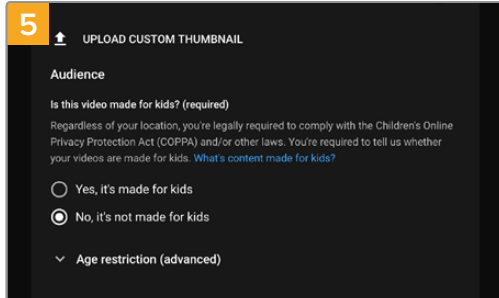 5
UPLOAD CUSTOM THUMBNAIL
Audience
Is this video made for kids? (required)
Regardless of your location, you're legally required to comply with the Children's Online
Privacy Protection Act (COPPA) and/or other laws. You're required to tell us whether
your videos are made for kids. What's content made for kids?
Yes, it's made for kids
No, it's not made for kids
Age restriction (advanced)